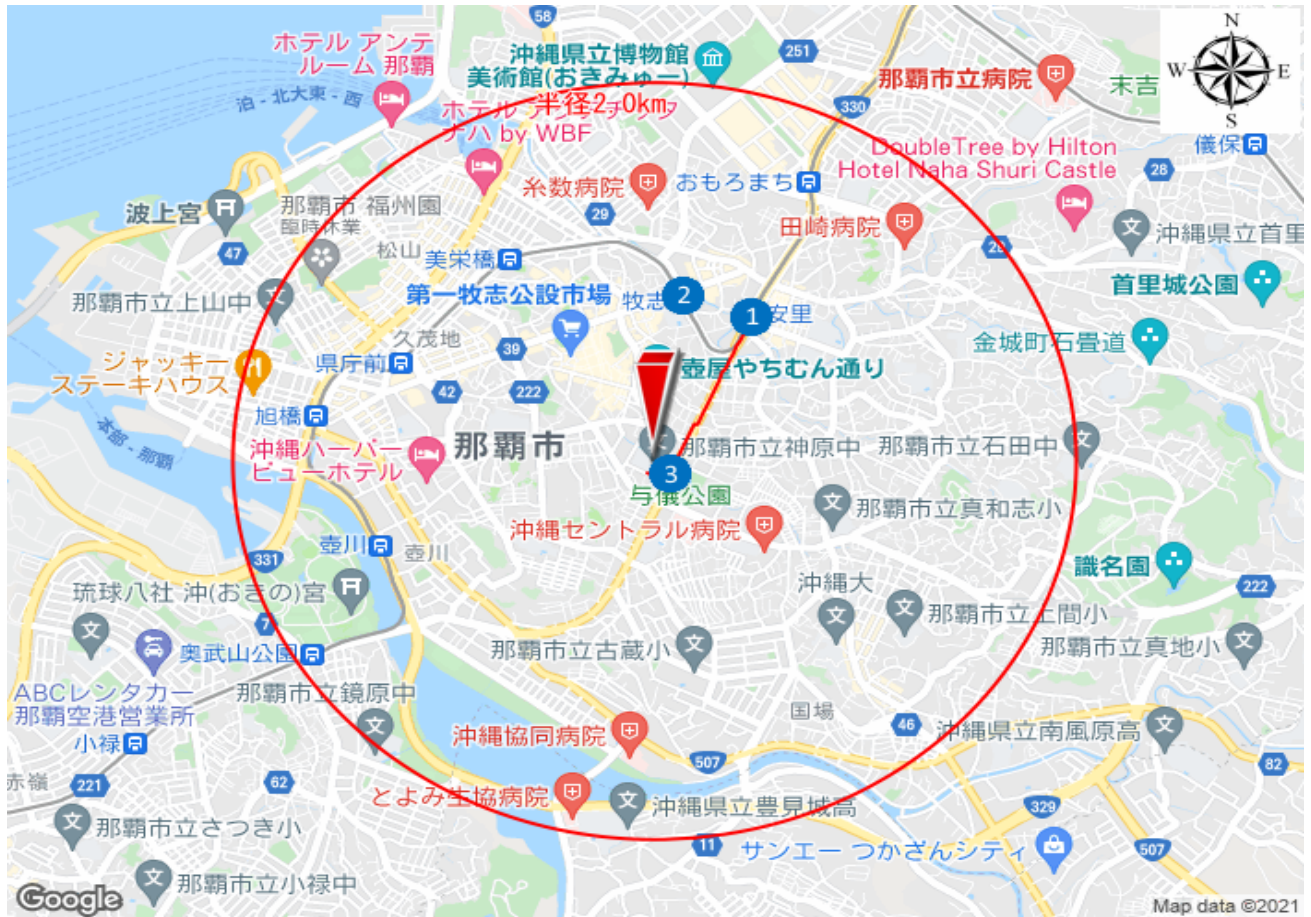 58
ホテル アンテ
ルーム 那覇
沖縄県立博物館
美術館(おきみゅー)
251
那覇市立病院
末吉
N
W
E
S
泊 - 北大東 - 西
半径2.0km
ナハ by WBF
330
DoubleTree by Hilton
Hotel Naha Shuri Castle
儀保
28
糸数病院
おもろまち
波上宮
那覇市 福州園
臨時休業
29
田崎病院
沖縄県立首里
47
松山
美栄橋
29
首里城公園
那覇市立上山中
第一牧志公設市場
牧志
2
1
安里
久茂地
金城町石畳道
ジャッキー
ステーキハウス
県庁前
39
壺屋やちむん通り
42
222
旭橋
本部 - 那覇
沖縄ハーバー
ビューホテル
那覇市
那覇市立神原中
那覇市立石田中
3
与儀公園
那覇市立真和志小
沖縄セントラル病院
壺川
壺川
331
識名園
222
琉球八社 沖(おきの)宮
沖縄大
那覇市立上間小
7
奥武山公園
那覇市立古蔵小
那覇市立真地小
ABCレンタカー
那覇空港営業所
那覇市立鏡原中
国場
46
小禄
沖縄協同病院
沖縄県立南風原高
507
82
赤嶺
221
62
とよみ生協病院
沖縄県立豊見城高
329
那覇市立さつき小
11
サンエー つかざんシティ
507
那覇市立小禄中
Google
Map data ©2021